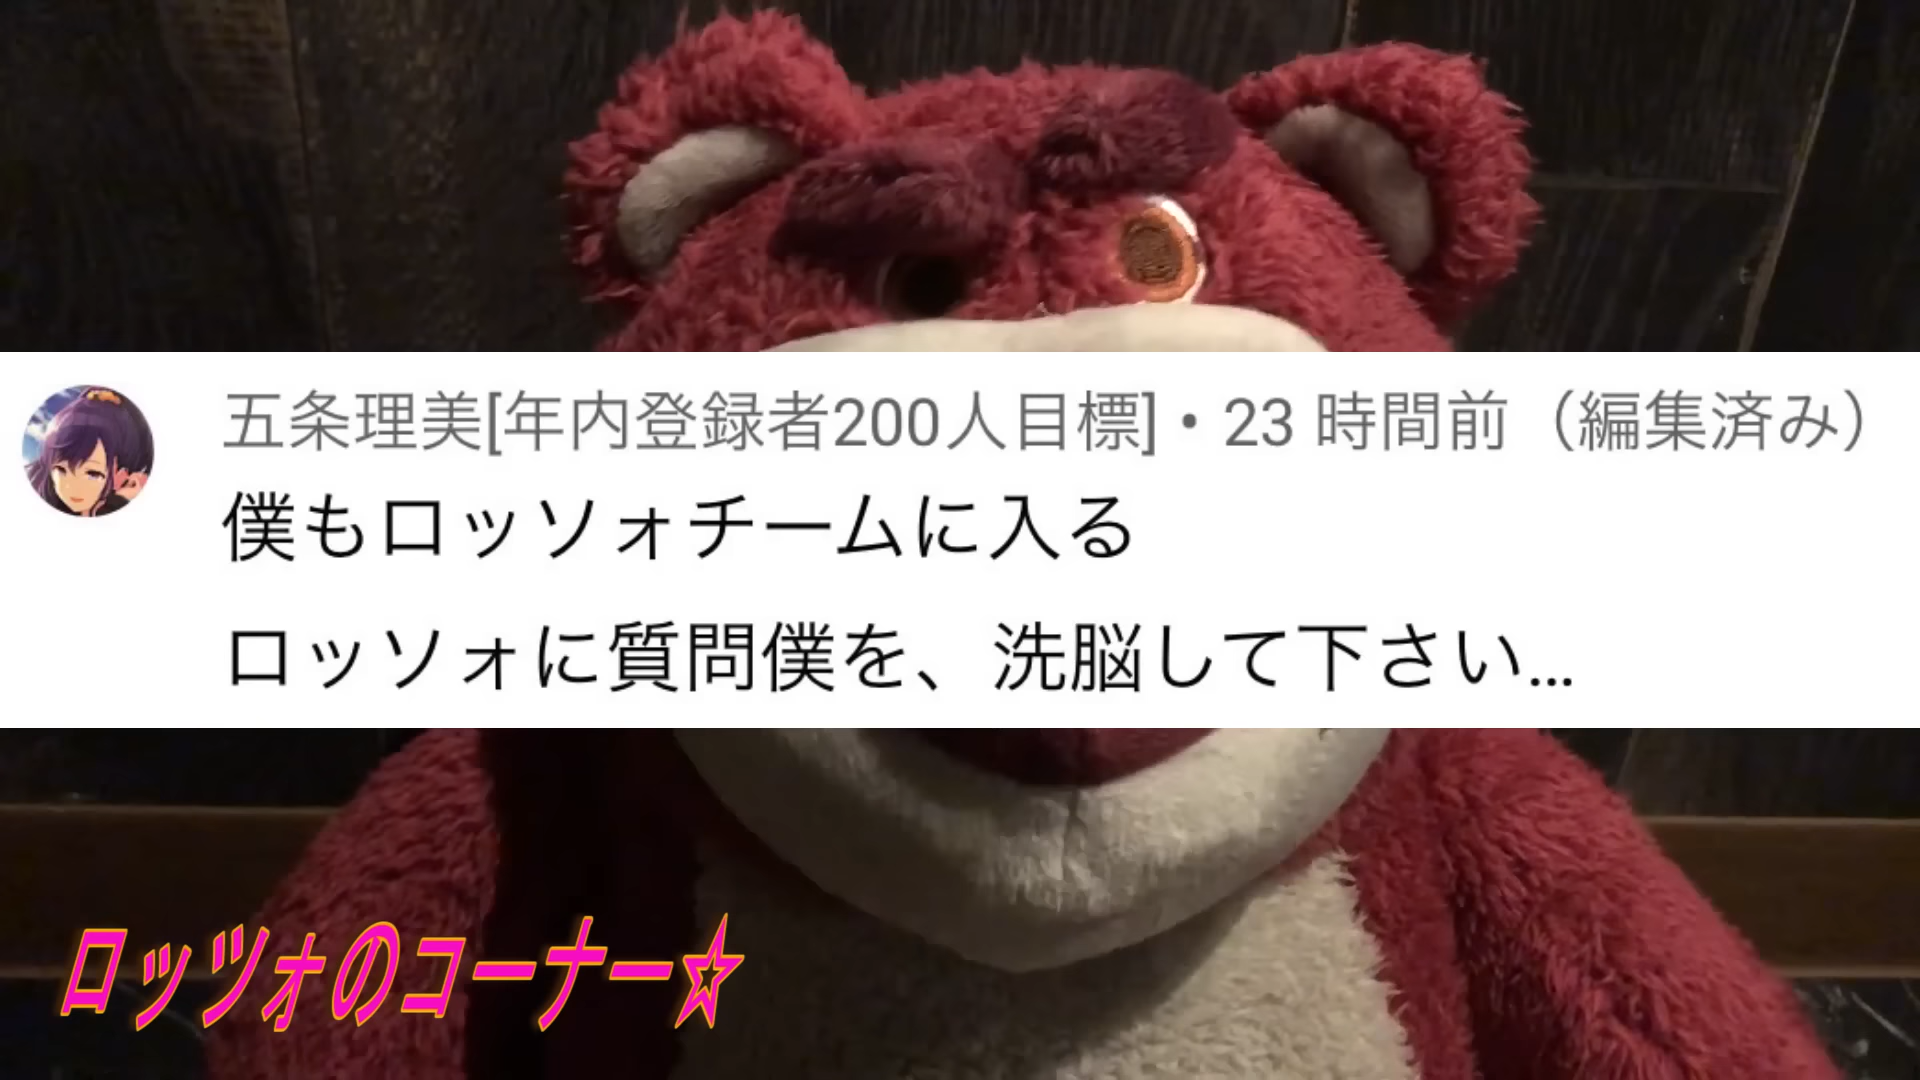 五条理美[年内登録者200人目標]・23 時間前（編集済み）
僕もロッソォチームに入る
ロッソォに質問僕を、洗脳して下さい...
ロッツォのコーナー☆